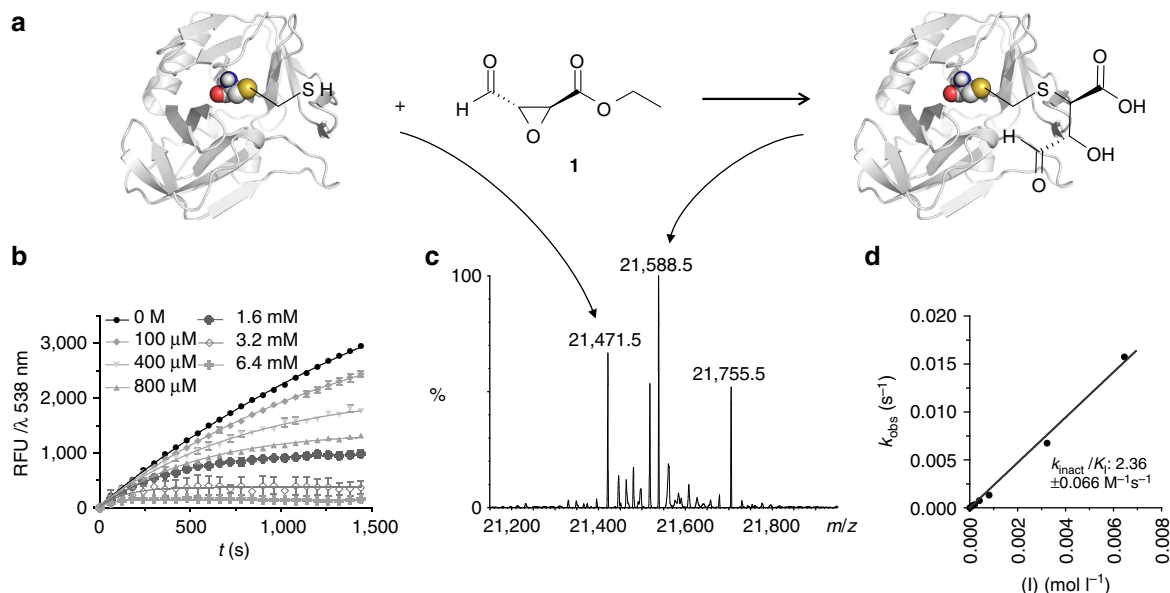 a
S H
+
O
H
O
O
O
1
S
O
OH
H
O
OH
b
RFU /λ 538 nm
3,000
2,000
1,000
0
0 M
100 μM
400 μM
800 μM
1.6 mM
3.2 mM
6.4 mM
0
500
1,000
1,500
t (s)
c
100
%
21,471.5
21,588.5
21,755.5
21,200
21,400
21,600
21,800
m/z
d
kobs (s–1)
0.020
0.015
0.010
0.005
0.000
kinact /Ki: 2.36
±0.066 M–1s–1
0.000
0.002
0.004
0.006
0.008
(I) (mol l–1)